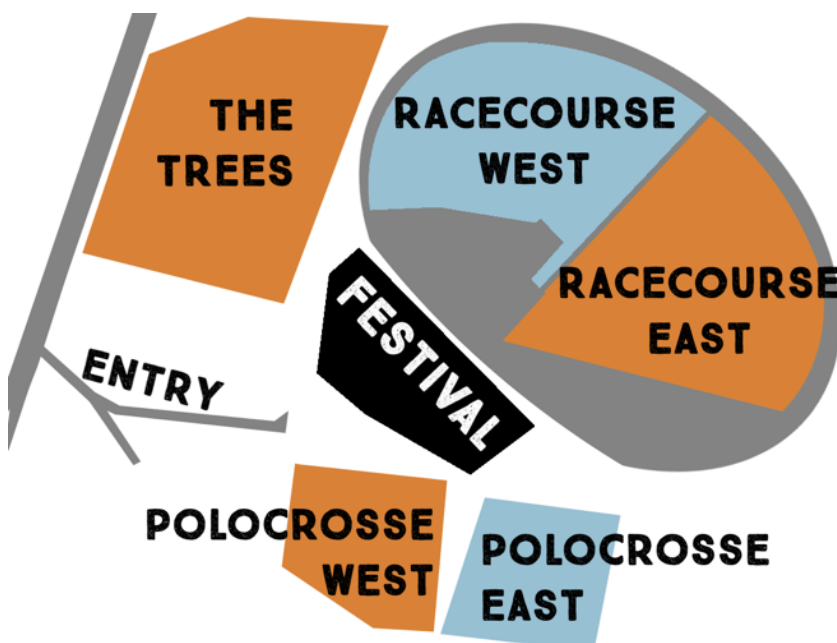 THE
TREES
RACECOURSE
WEST
RACECOURSE
EAST
FESTIVAL
ENTRY
POLOCROSSE
WEST
POLOCROSSE
EAST